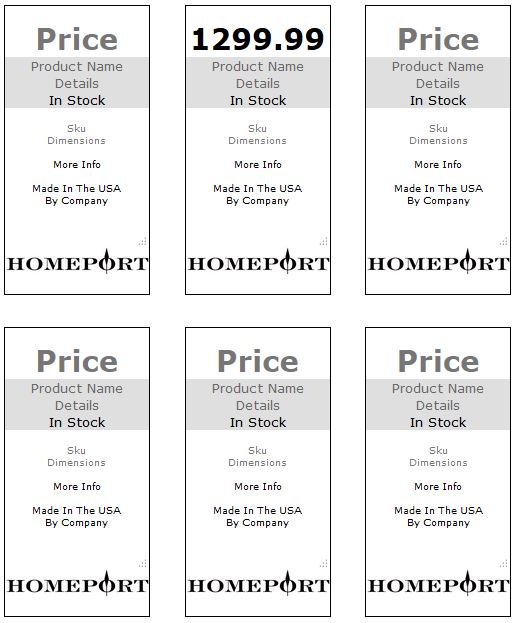 Price
Product Name
Details
In Stock
Sku
Dimensions
More Info
Made In The USA
By Company
HOMEPORT
1299.99
Product Name
Details
In Stock
Sku
Dimensions
More Info
Made In The USA
By Company
HOMEPORT
Price
Product Name
Details
In Stock
Sku
Dimensions
More Info
Made In The USA
By Company
HOMEPORT
Price
Product Name
Details
In Stock
Sku
Dimensions
More Info
Made In The USA
By Company
HOMEPORT
Price
Product Name
Details
In Stock
Sku
Dimensions
More Info
Made In The USA
By Company
HOMEPORT
Price
Product Name
Details
In Stock
Sku
Dimensions
More Info
Made In The USA
By Company
HOMEPORT